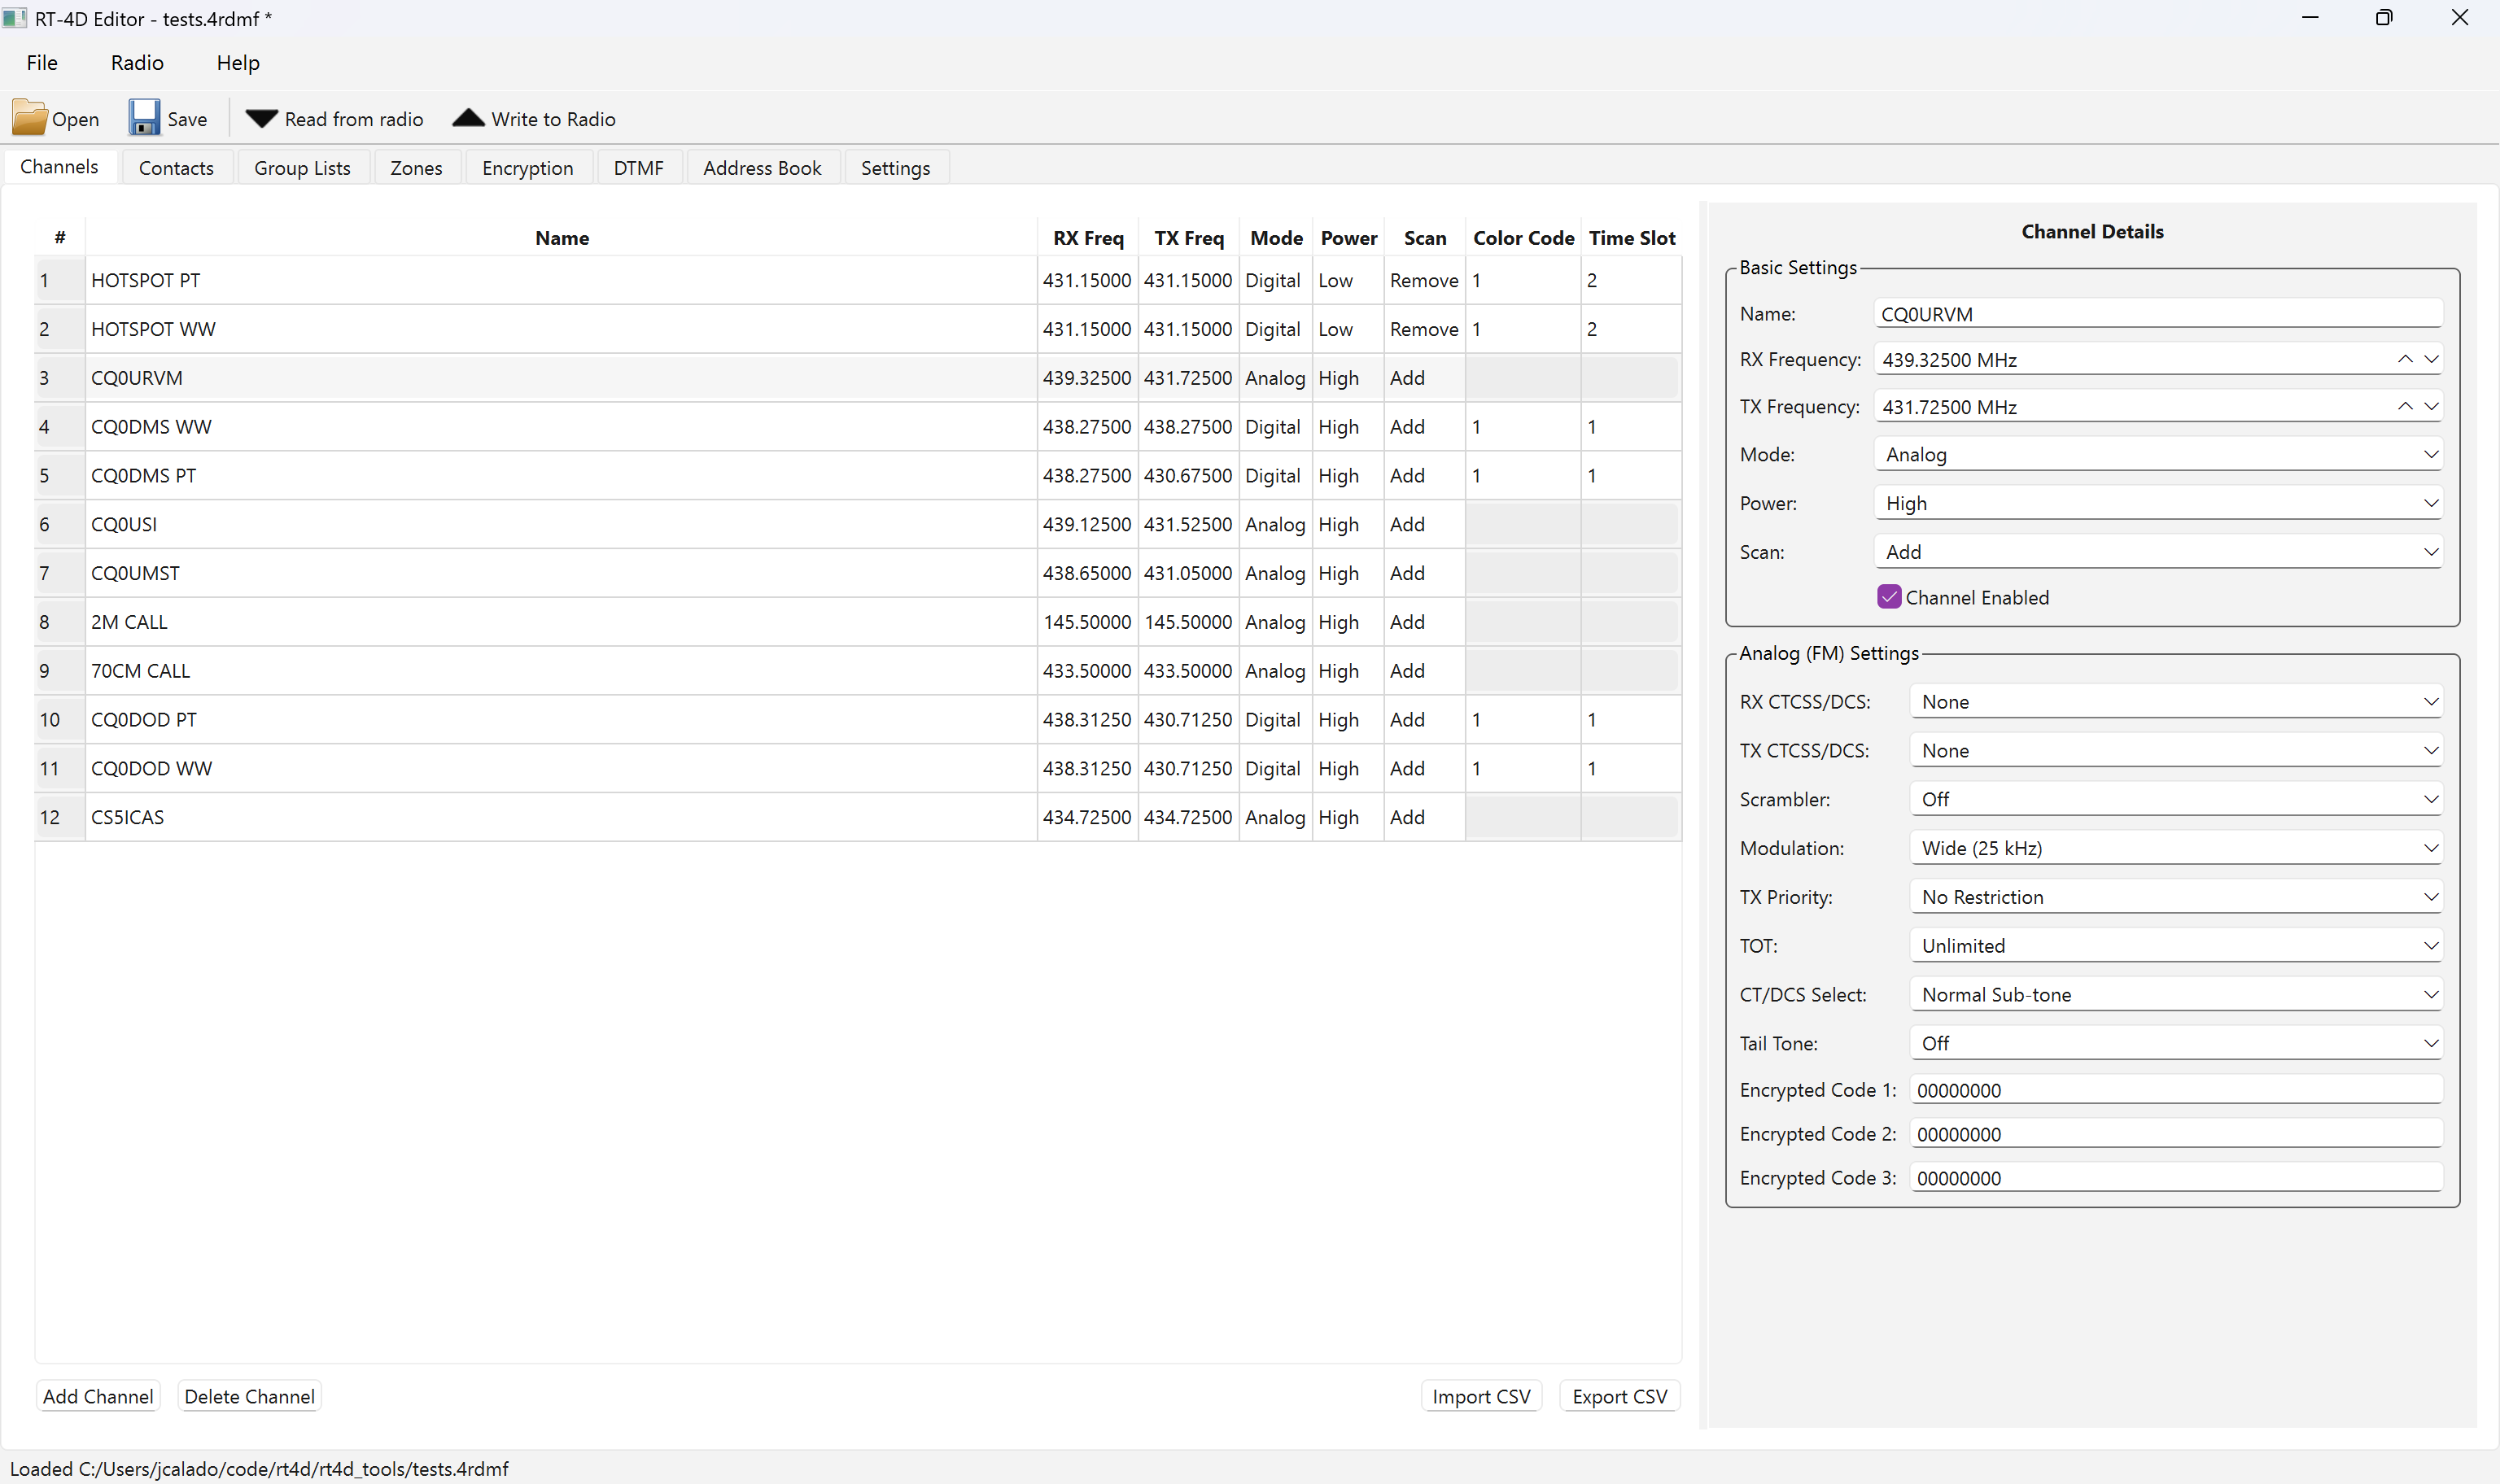 RT-4D Editor - tests.4rdmf *
File Radio Help
Open Save Read from radio Write to Radio
Channels Contacts Group Lists Zones Encryption DTMF Address Book Settings
# Name RX Freq TX Freq Mode Power Scan Color Code Time Slot
1 HOTSPOT PT 431.15000 431.15000 Digital Low Remove 1 2
2 HOTSPOT WW 431.15000 431.15000 Digital Low Remove 1 2
3 CQ0URVM 439.32500 431.72500 Analog High Add
4 CQ0DMS WW 438.27500 438.27500 Digital High Add 1 1
5 CQ0DMS PT 438.27500 430.67500 Digital High Add 1 1
6 CQ0USI 439.12500 431.52500 Analog High Add
7 CQ0UMST 438.65000 431.05000 Analog High Add
8 2M CALL 145.50000 145.50000 Analog High Add
9 70CM CALL 433.50000 433.50000 Analog High Add
10 CQ0DOD PT 438.31250 430.71250 Digital High Add 1 1
11 CQ0DOD WW 438.31250 430.71250 Digital High Add 1 1
12 CS5ICAS 434.72500 434.72500 Analog High Add
Add Channel Delete Channel Import CSV Export CSV
Channel Details
Basic Settings
Name: CQ0URVM
RX Frequency: 439.32500 MHz
TX Frequency: 431.72500 MHz
Mode: Analog
Power: High
Scan: Add
Channel Enabled
Analog (FM) Settings
RX CTCSS/DCS: None
TX CTCSS/DCS: None
Scrambler: Off
Modulation: Wide (25 kHz)
TX Priority: No Restriction
TOT: Unlimited
CT/DCS Select: Normal Sub-tone
Tail Tone: Off
Encrypted Code 1: 00000000
Encrypted Code 2: 00000000
Encrypted Code 3: 00000000
Loaded C:/Users/jcalado/code/rt4d/rt4d_tools/tests.4rdmf